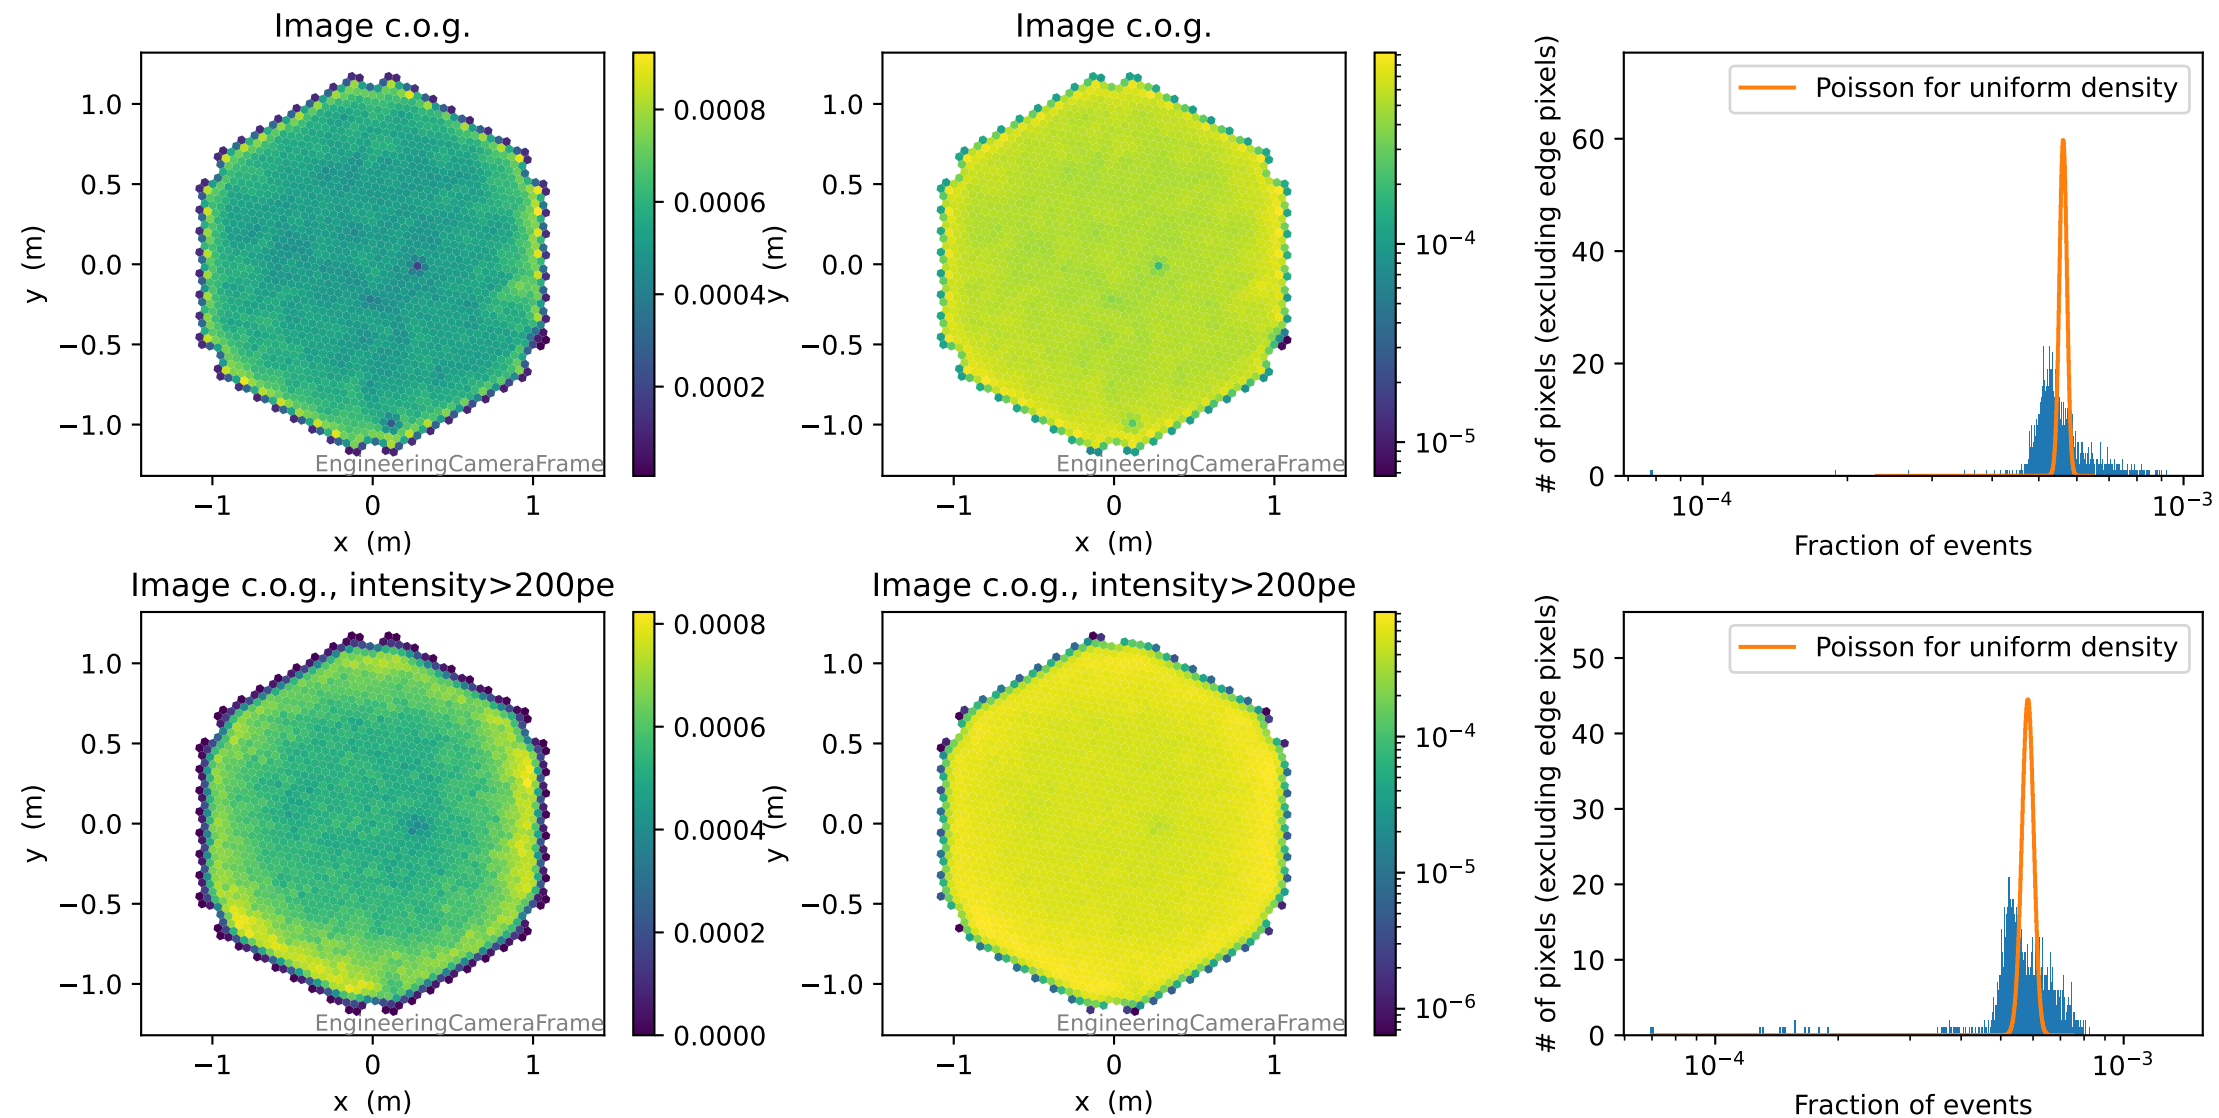 Image c.o.g.
1.0
0.5
0.0
−0.5
−1.0
y (m)
−1
0
1
x (m)
EngineeringCameraFrame
0.0008
0.0006
0.0004
0.0002
Image c.o.g.
1.0
0.5
0.0
−0.5
−1.0
y (m)
−1
0
1
x (m)
EngineeringCameraFrame
10⁻⁴
10⁻⁵
# of pixels (excluding edge pixels)
60
40
20
0
Poisson for uniform density
10⁻⁴
10⁻³
Fraction of events
Image c.o.g., intensity>200pe
1.0
0.5
0.0
−0.5
−1.0
y (m)
−1
0
1
x (m)
EngineeringCameraFrame
0.0008
0.0006
0.0004
0.0002
0.0000
Image c.o.g., intensity>200pe
1.0
0.5
0.0
−0.5
−1.0
y (m)
−1
0
1
x (m)
EngineeringCameraFrame
10⁻⁴
10⁻⁵
10⁻⁶
# of pixels (excluding edge pixels)
50
40
30
20
10
0
Poisson for uniform density
10⁻⁴
10⁻³
Fraction of events